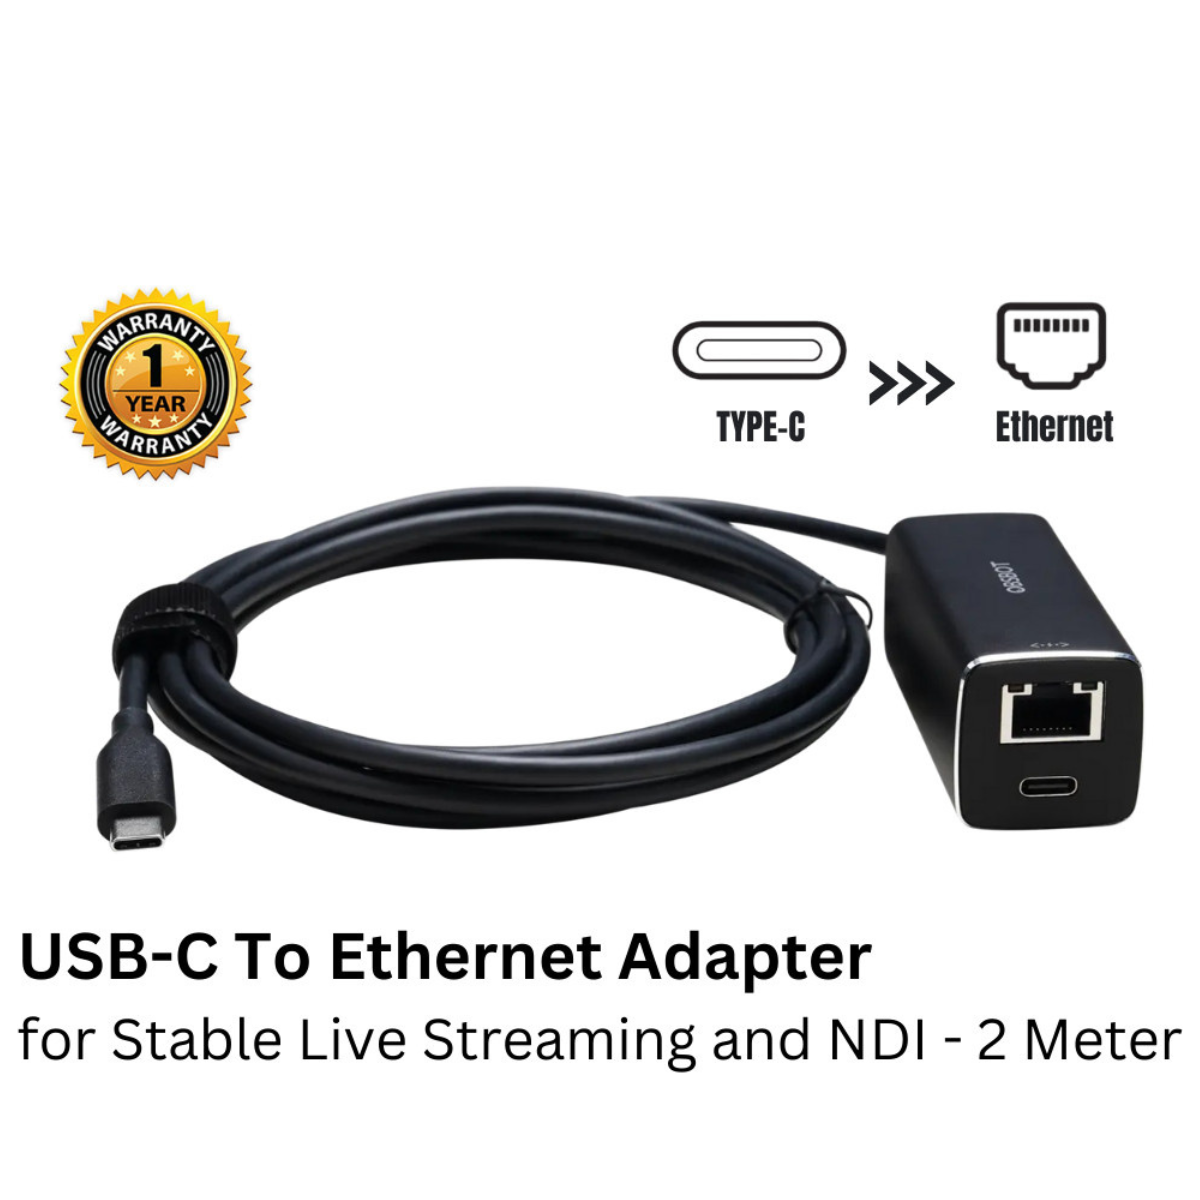 WARRANTY
1
YEAR
WARRANTY
TYPE-C
Ethernet
OBSBOT
<··>
USB-C To Ethernet Adapter
for Stable Live Streaming and NDI - 2 Meter